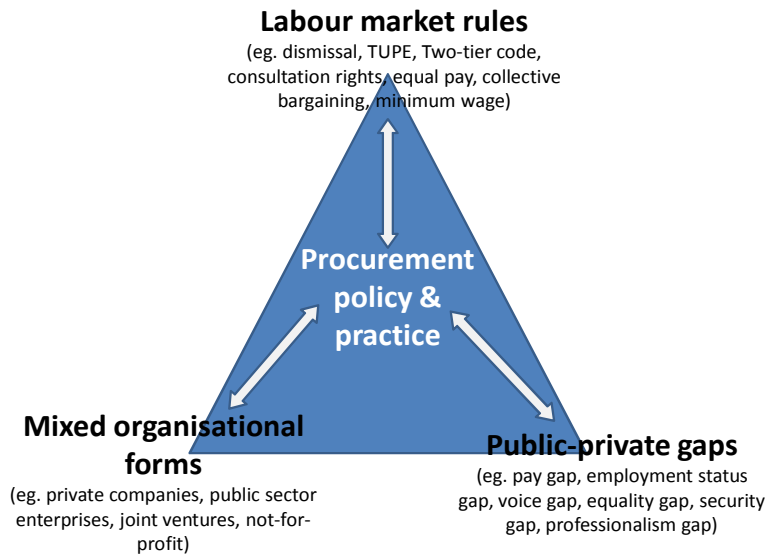 Labour market rules
(eg. dismissal, TUPE, Two-tier code,
consultation rights, equal pay, collective
bargaining, minimum wage)
Procurement
policy &
practice
Mixed organisational
forms
(eg. private companies, public sector
enterprises, joint ventures, not-for-
profit)
Public-private gaps
(eg. pay gap, employment status
gap, voice gap, equality gap, security
gap, professionalism gap)